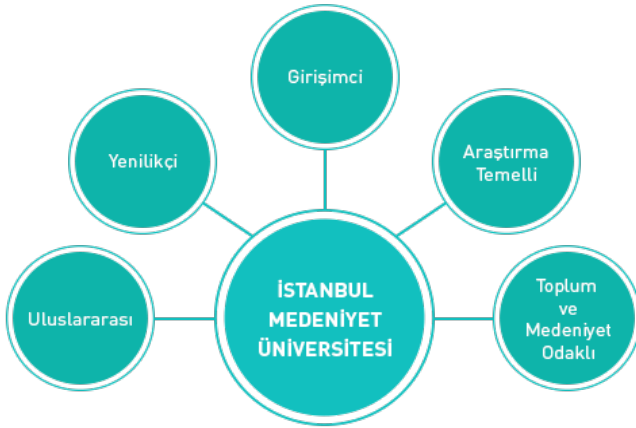 Girişimci
Yenilikçi
Araştırma
Temelli
Uluslararası
İSTANBUL
MEDENİYET
ÜNİVERSİTESİ
Toplum
ve
Medeniyet
Odaklı